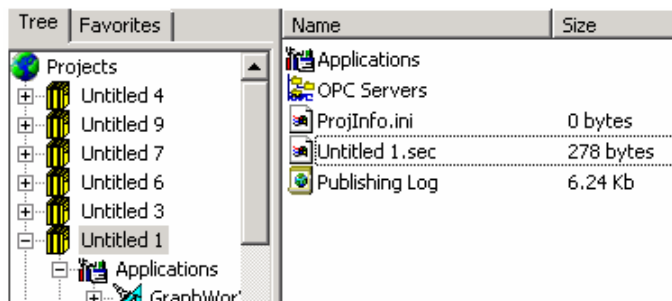 Tree Favorites
Projects
Untitled 4
Untitled 9
Untitled 7
Untitled 6
Untitled 3
Untitled 1
Applications
Name Size
Applications
OPC Servers
ProjInfo.ini 0 bytes
Untitled 1.sec 278 bytes
Publishing Log 6.24 Kb